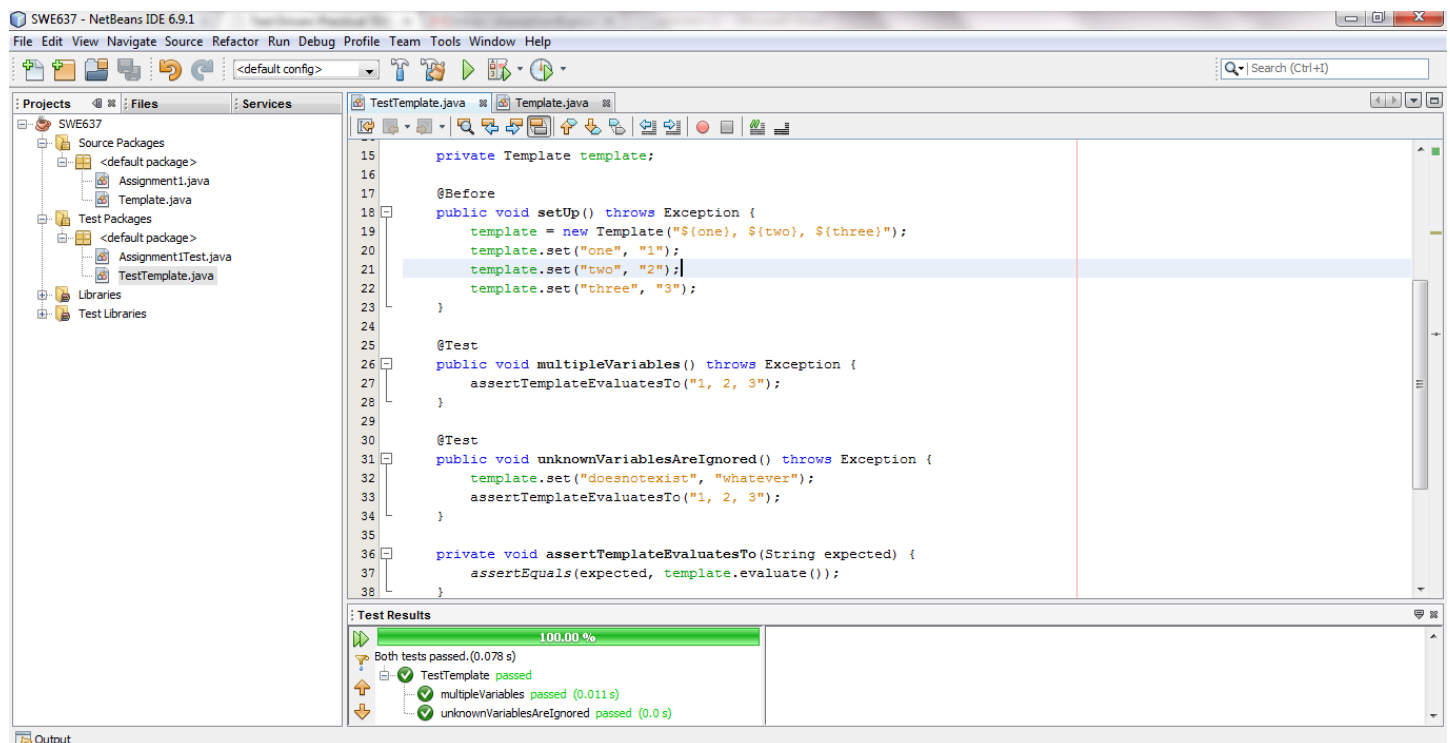 SWE637 - NetBeans IDE 6.9.1
File Edit View Navigate Source Refactor Run Debug Profile Team Tools Window Help
<default config>
Search (Ctrl+I)
Projects Files Services
SWE637
Source Packages
<default package>
Assignment1.java
Template.java
Test Packages
<default package>
Assignment1Test.java
TestTemplate.java
Libraries
Test Libraries
TestTemplate.java Template.java
15 private Template template;
16
17 @Before
18 public void setUp() throws Exception {
19 template = new Template("${one}, ${two}, ${three}");
20 template.set("one", "1");
21 template.set("two", "2");
22 template.set("three", "3");
23 }
24
25 @Test
26 public void multipleVariables() throws Exception {
27 assertTemplateEvaluatesTo("1, 2, 3");
28 }
29
30 @Test
31 public void unknownVariablesAreIgnored() throws Exception {
32 template.set("doesnotexist", "whatever");
33 assertTemplateEvaluatesTo("1, 2, 3");
34 }
35
36 private void assertTemplateEvaluatesTo(String expected) {
37 assertEquals(expected, template.evaluate());
38 }
Test Results
100.00 %
Both tests passed.(0.078 s)
TestTemplate passed
multipleVariables passed (0.011 s)
unknownVariablesAreIgnored passed (0.0 s)
Output